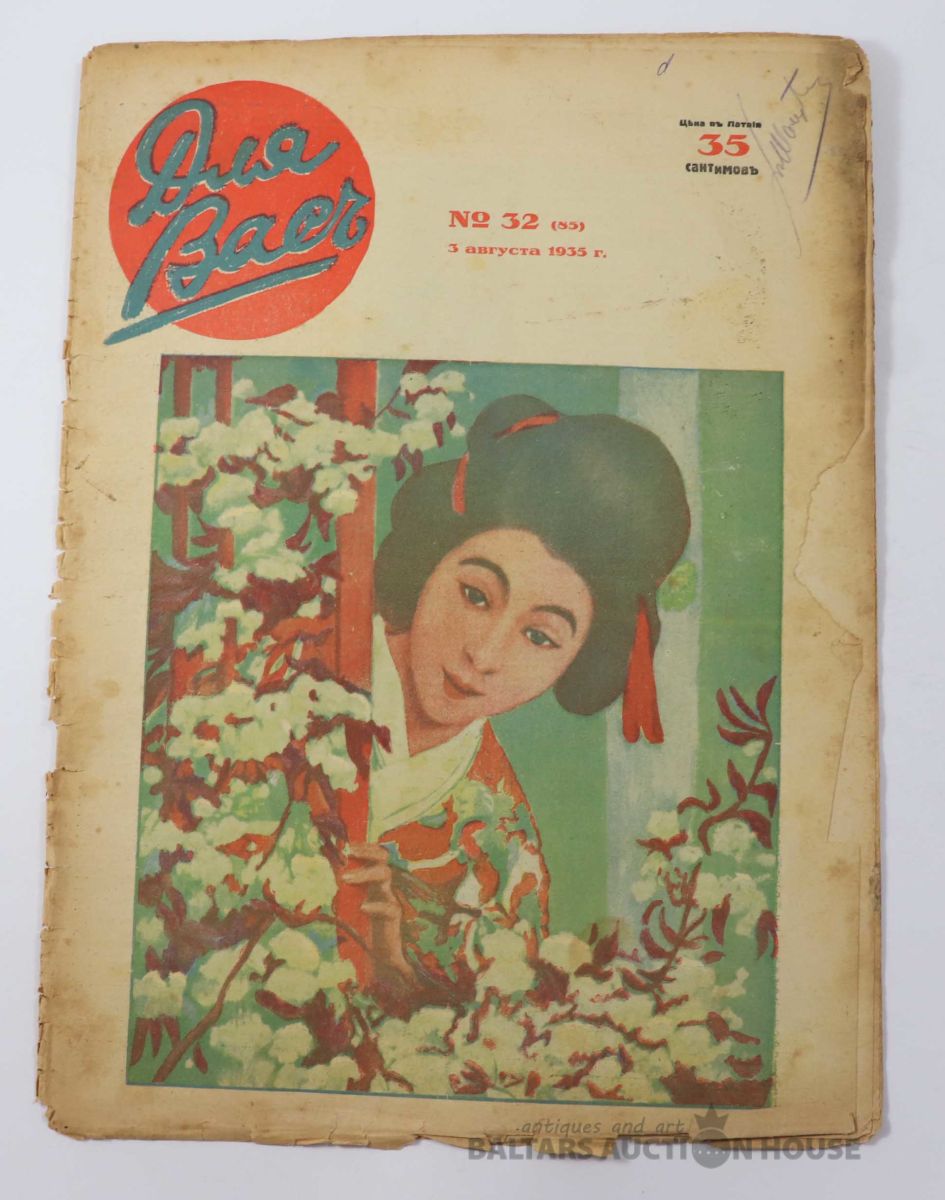 Для
Васъ
Цѣна въ Латвіи
35
сантимовъ
№ 32 (85)
3 августа 1935 г.
antiques and art
BALTARS AUCTION HOUSE